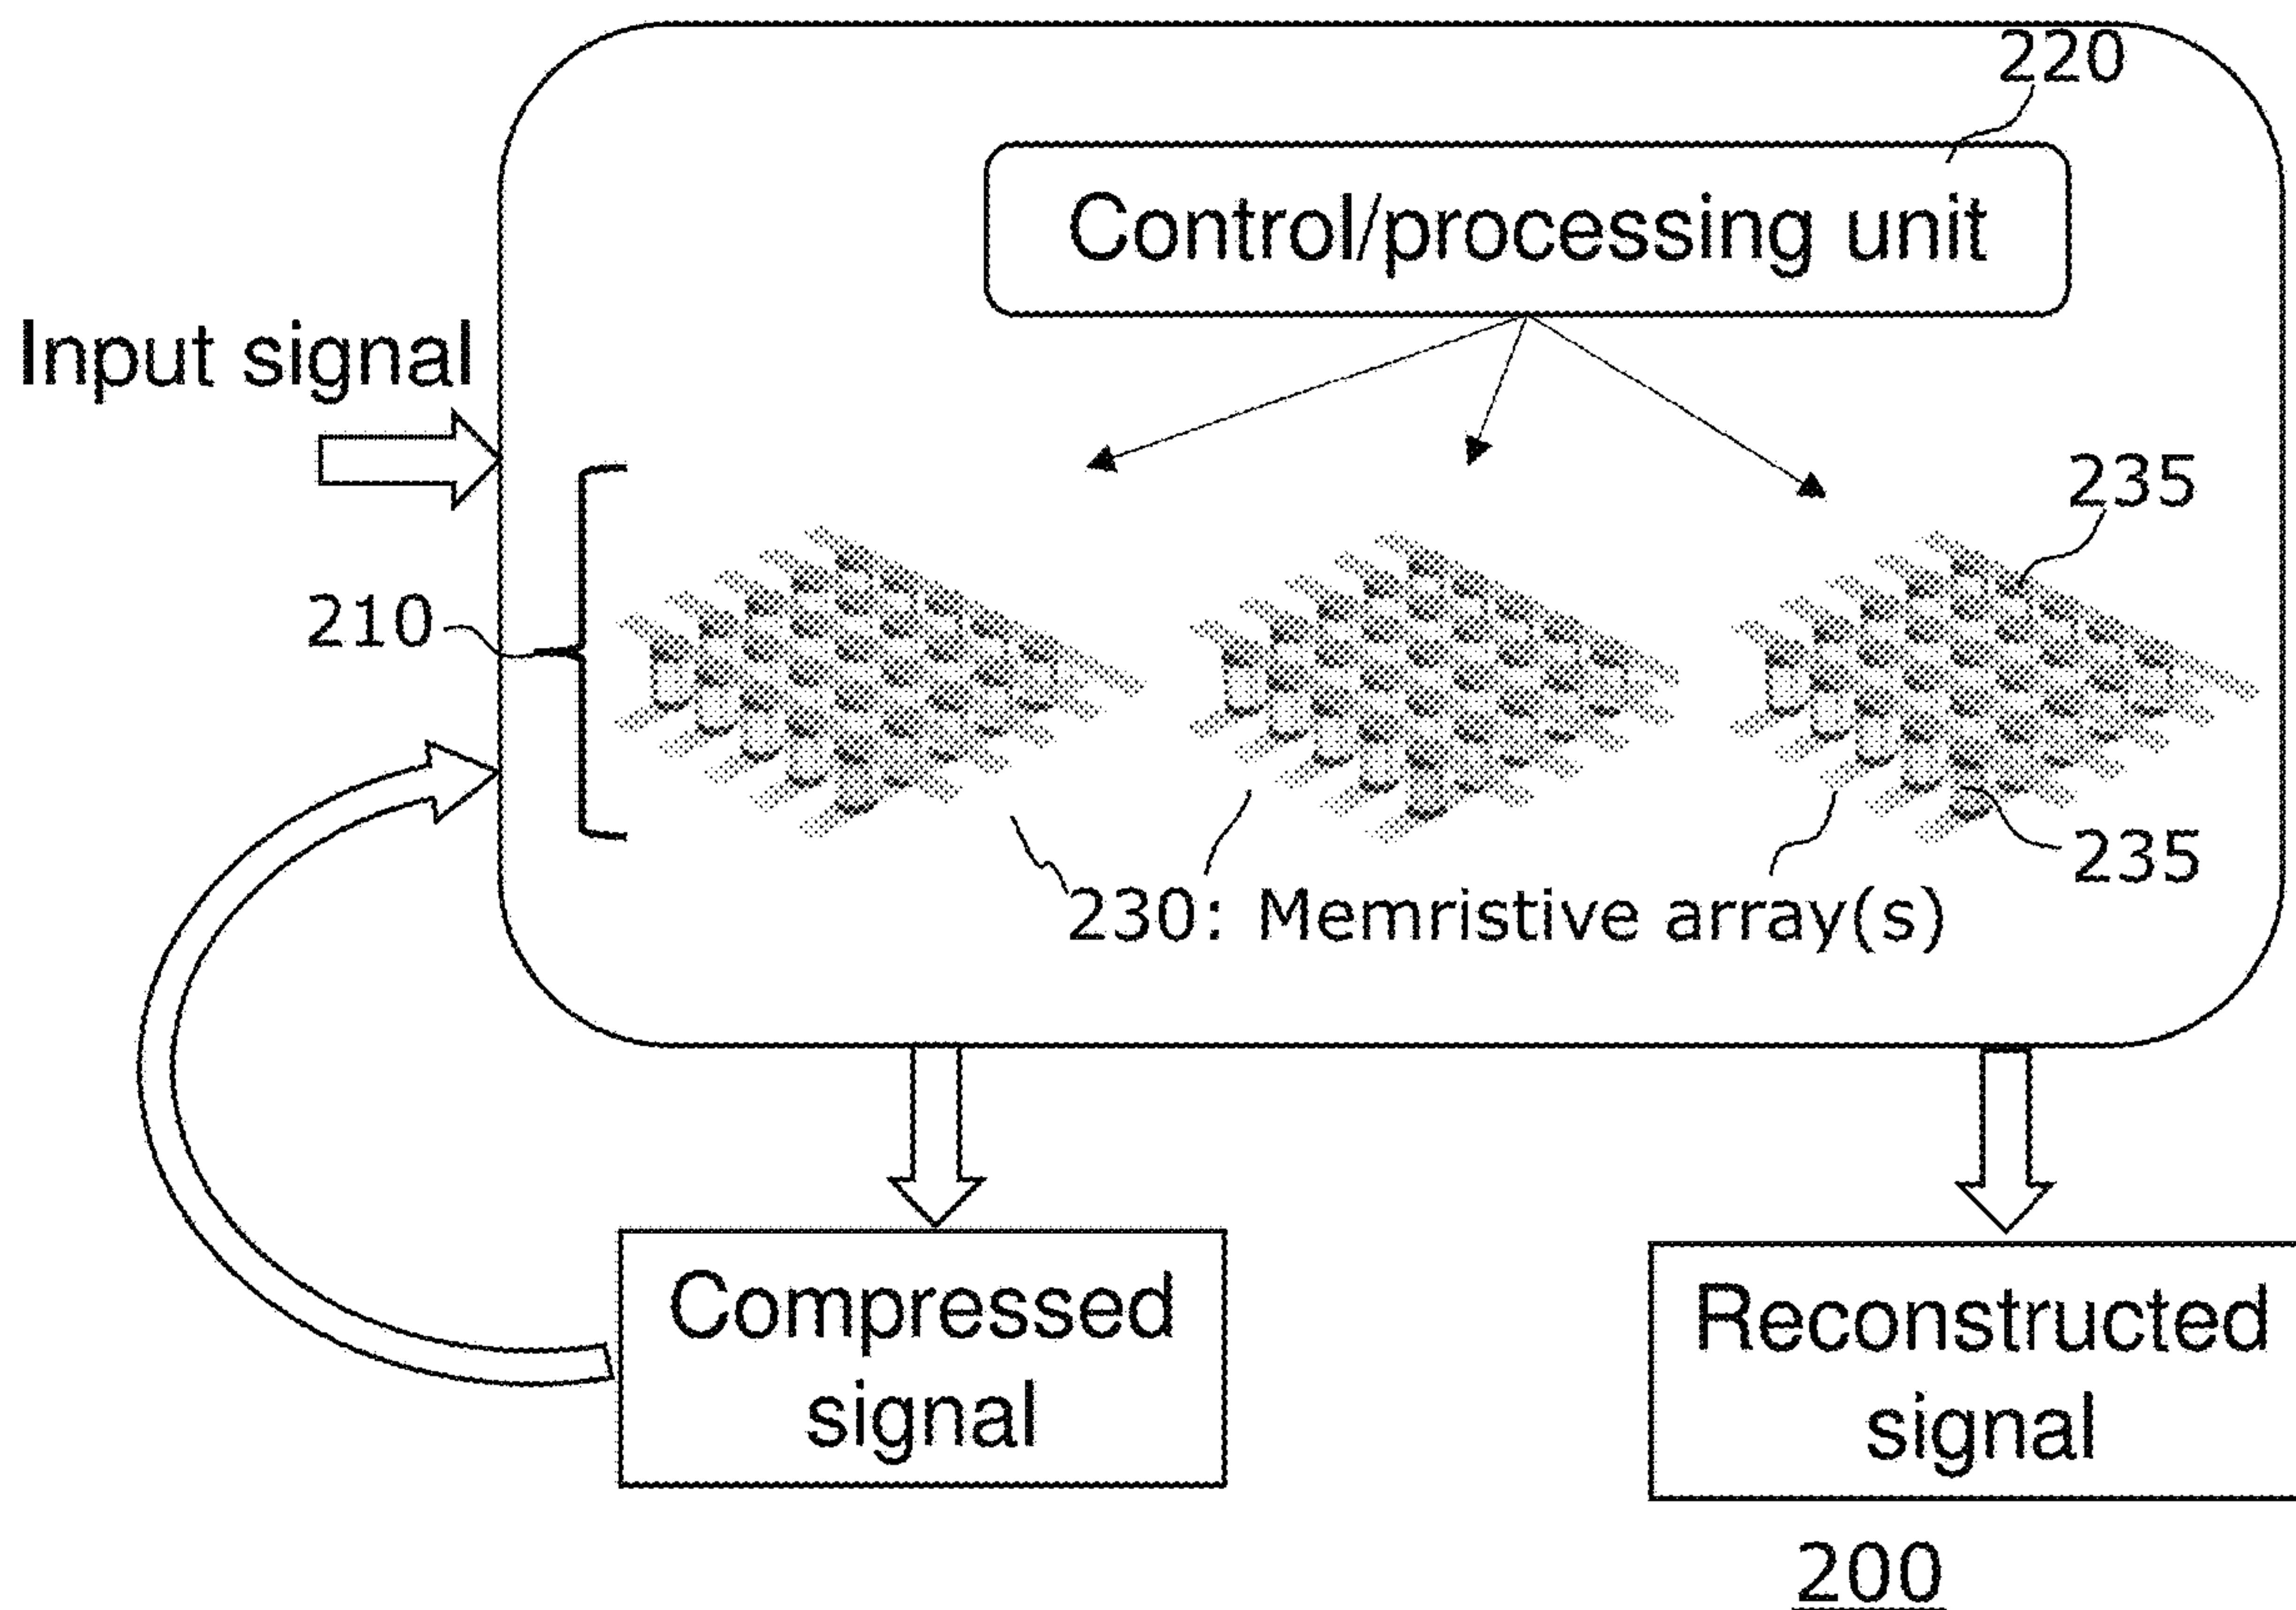 220
Control/processing unit
Input signal
235
210
235
230: Memristive array(s)
Compressed
signal
Reconstructed
signal
200